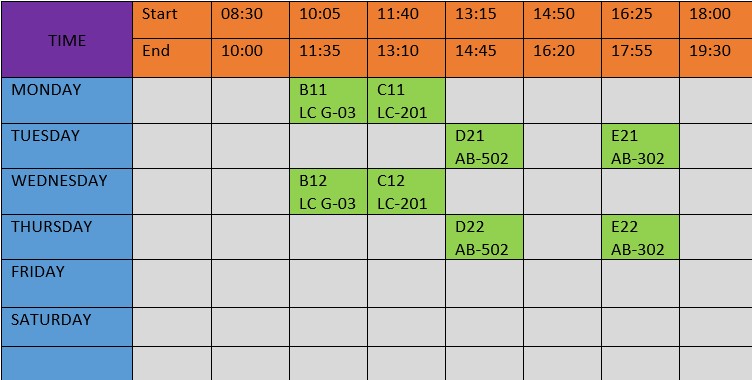 TIME Start 08:30 10:05 11:40 13:15 14:50 16:25 18:00
End 10:00 11:35 13:10 14:45 16:20 17:55 19:30
MONDAY B11 C11
LC G-03 LC-201
TUESDAY D21 E21
AB-502 AB-302
WEDNESDAY B12 C12
LC G-03 LC-201
THURSDAY D22 E22
AB-502 AB-302
FRIDAY
SATURDAY